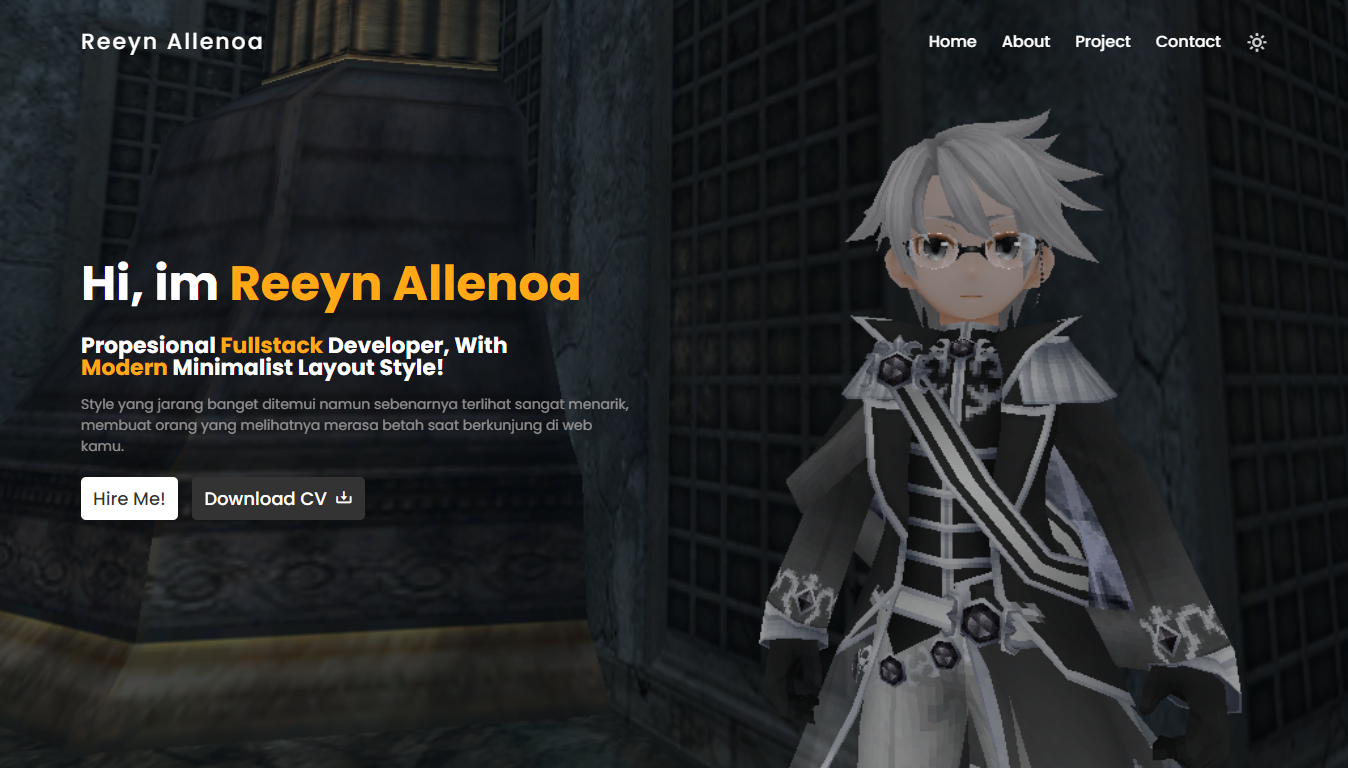 Reeyn Allenoa
Home About Project Contact
Hi, im Reeyn Allenoa
Propesional Fullstack Developer, With
Modern Minimalist Layout Style!
Style yang jarang banget ditemui namun sebenarnya terlihat sangat menarik,
membuat orang yang melihatnya merasa betah saat berkunjung di web
kamu.
Hire Me! Download CV